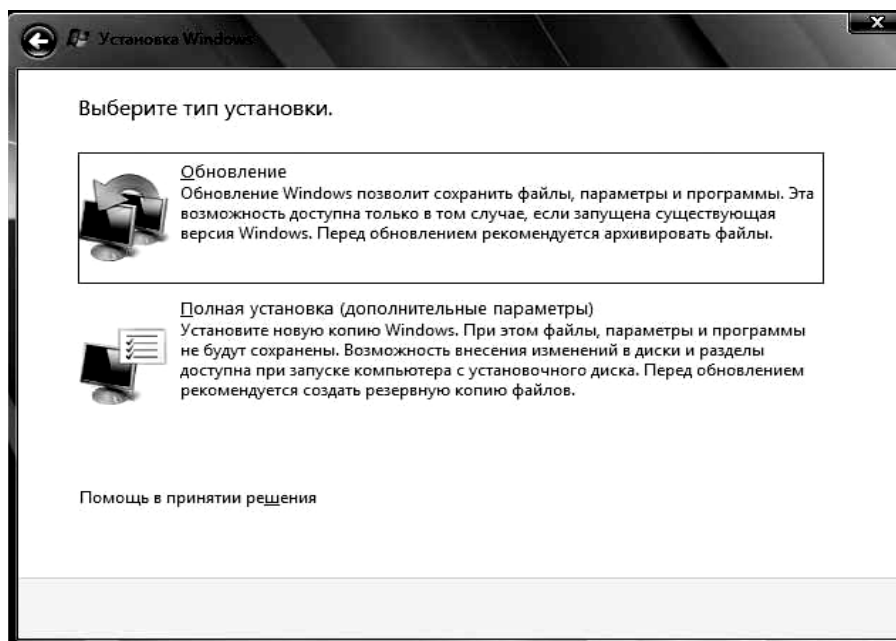 Установка Windows
Выберите тип установки.
Обновление
Обновление Windows позволит сохранить файлы, параметры и программы. Эта
возможность доступна только в том случае, если запущена существующая
версия Windows. Перед обновлением рекомендуется архивировать файлы.
Полная установка (дополнительные параметры)
Установите новую копию Windows. При этом файлы, параметры и программы
не будут сохранены. Возможность внесения изменений в диски и разделы
доступна при запуске компьютера с установочного диска. Перед обновлением
рекомендуется создать резервную копию файлов.
Помощь в принятии решения